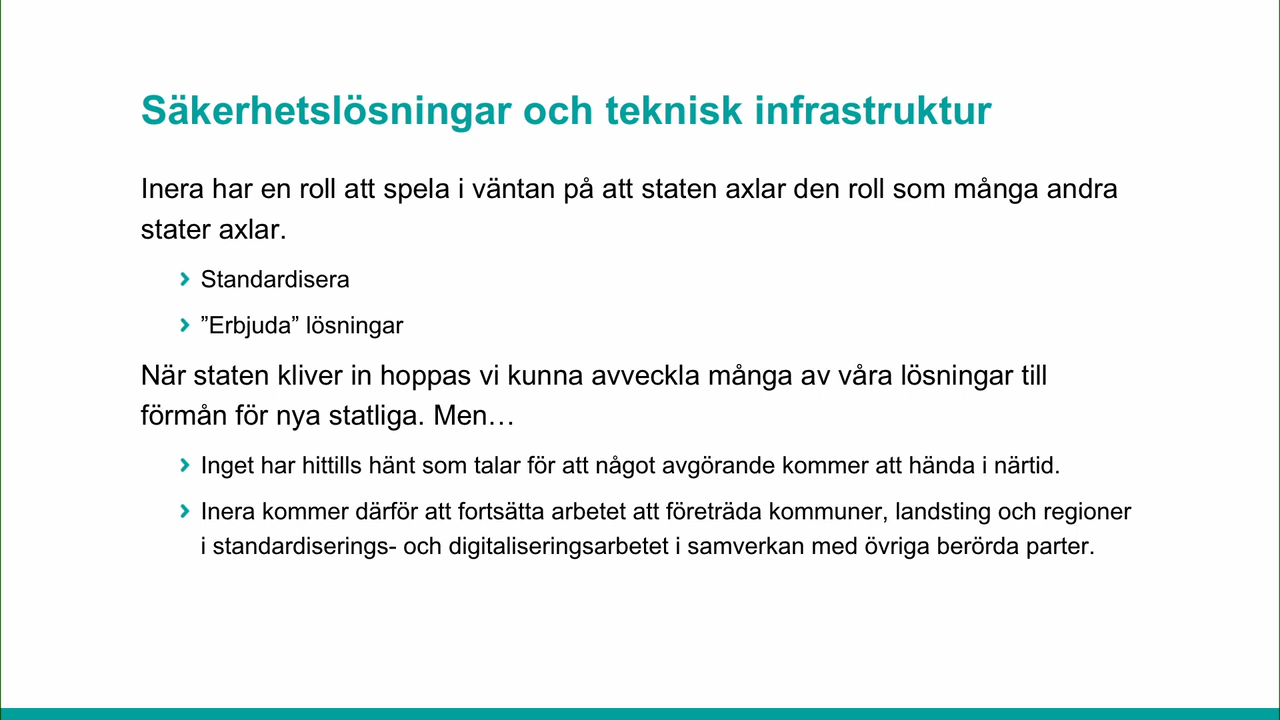 Säkerhetslösningar och teknisk infrastruktur
Inera har en roll att spela i väntan på att staten axlar den roll som många andra
stater axlar.
Standardisera
”Erbjuda” lösningar
När staten kliver in hoppas vi kunna avveckla många av våra lösningar till
förmån för nya statliga. Men…
Inget har hittills hänt som talar för att något avgörande kommer att hända i närtid.
Inera kommer därför att fortsätta arbetet att företräda kommuner, landsting och regioner
i standardiserings- och digitaliseringsarbetet i samverkan med övriga berörda parter.